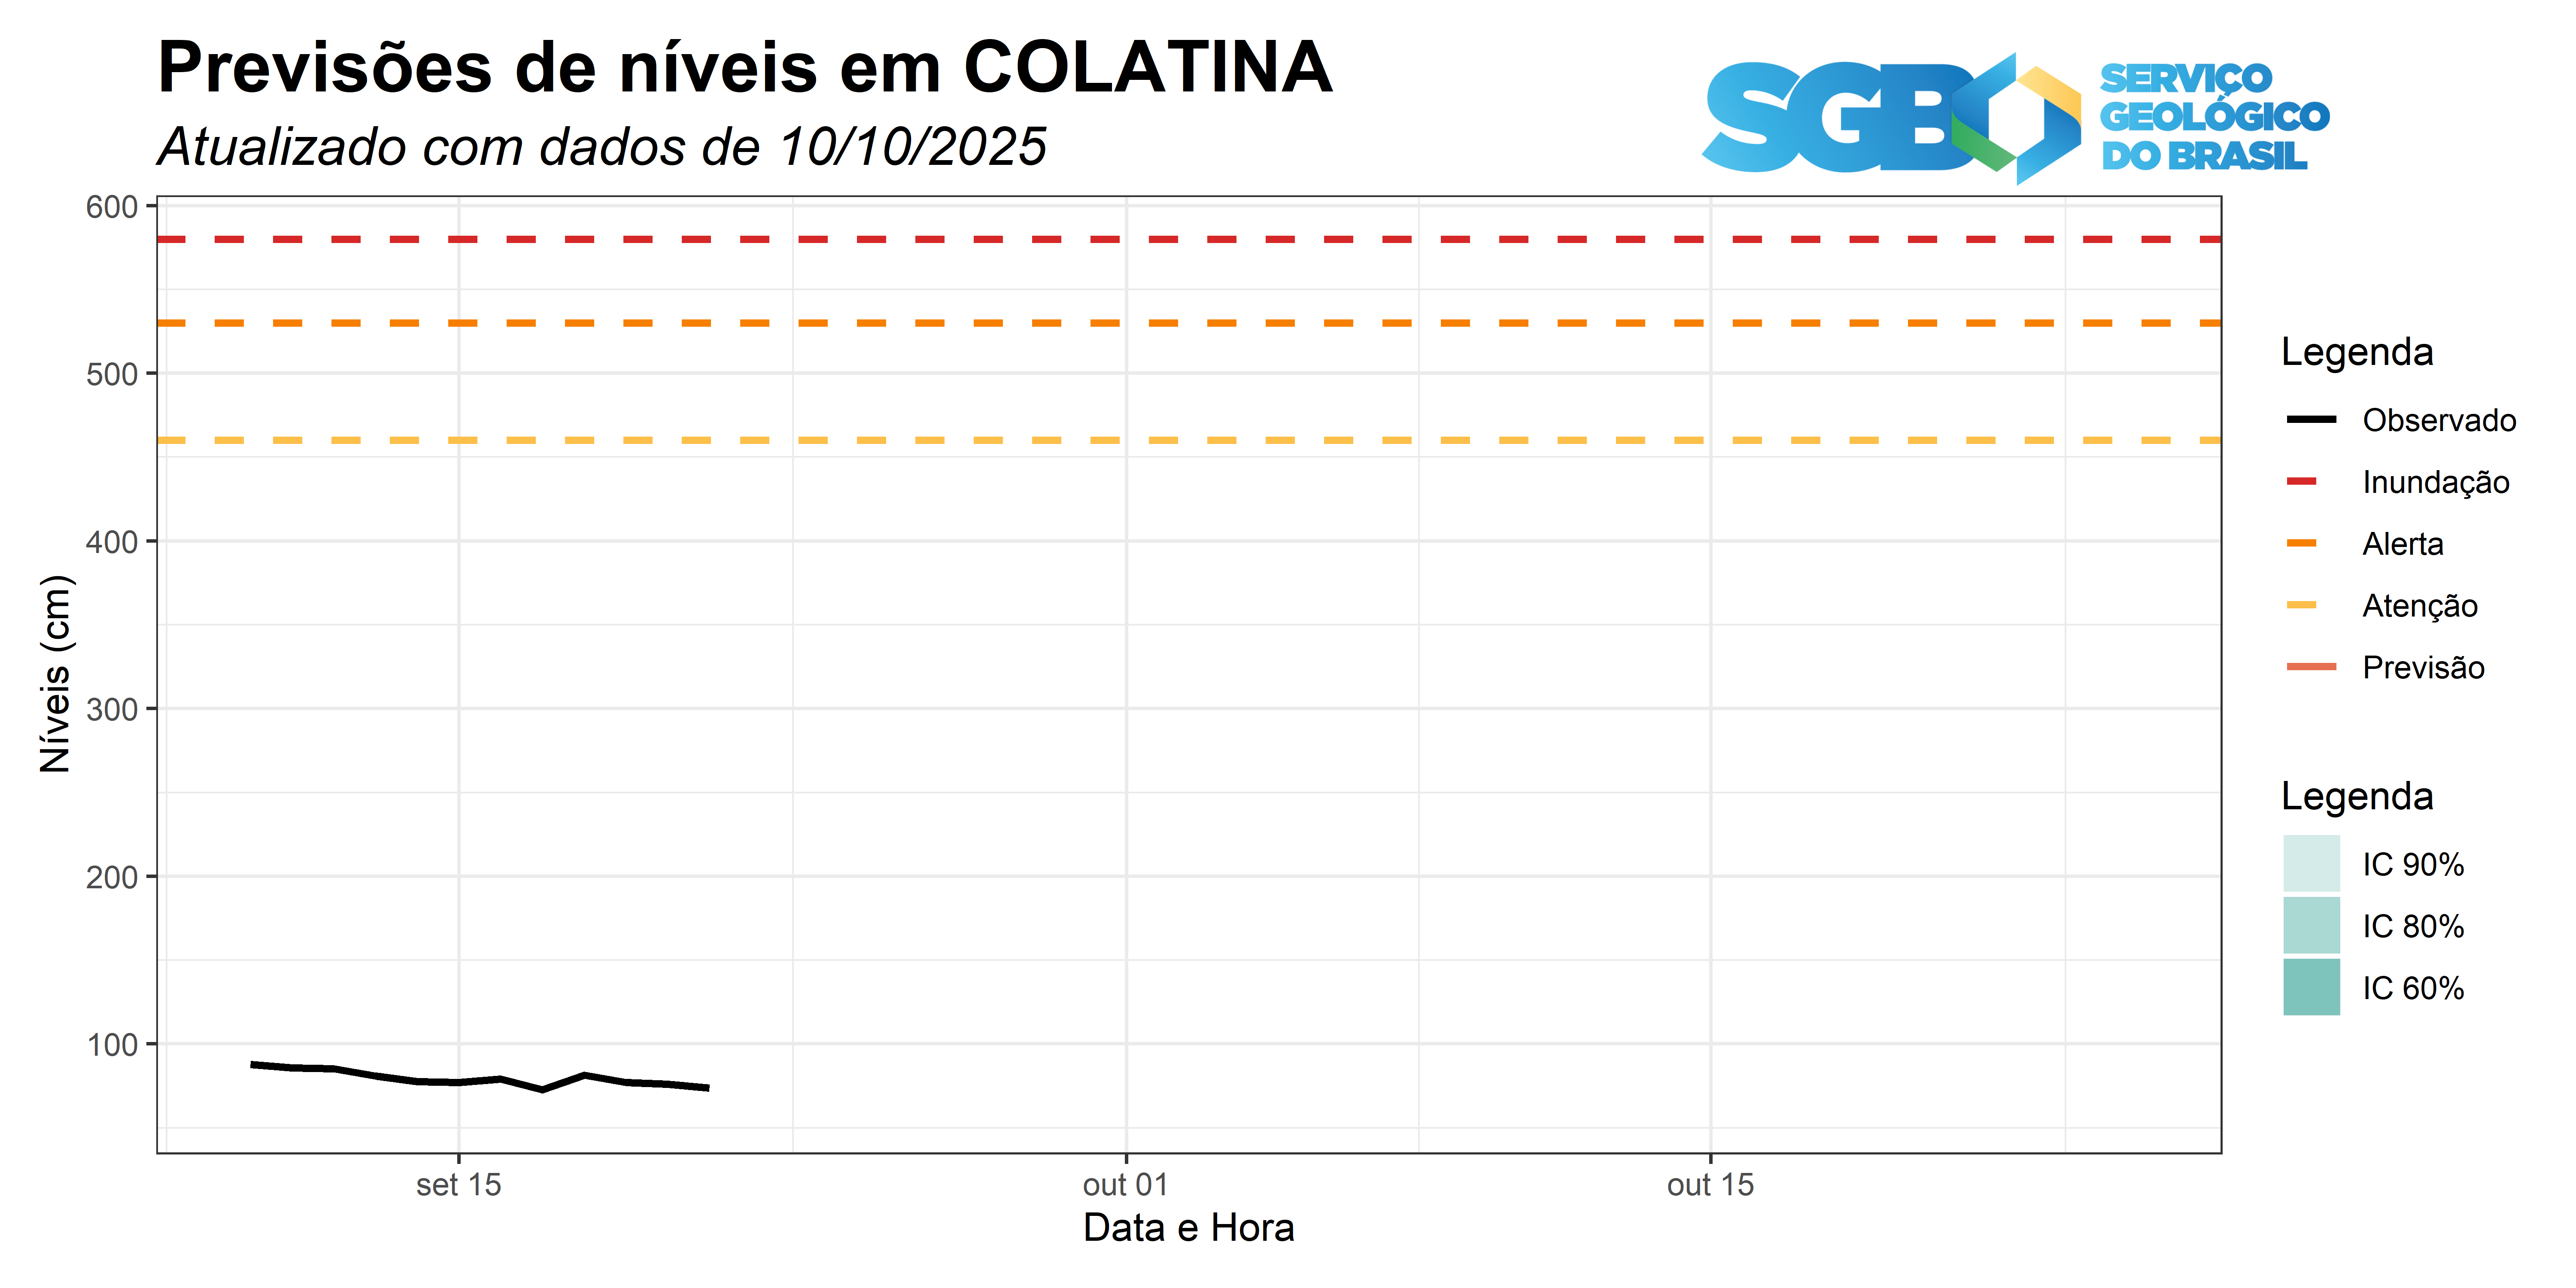 Previsões de níveis em COLATINA
Atualizado com dados de 10/10/2025
SGB
SERVIÇO
GEOLÓGICO
DO BRASIL
600
500
400
300
200
100
Níveis (cm)
set 15
out 01
out 15
Data e Hora
Legenda
Observado
Inundação
Alerta
Atenção
Previsão
Legenda
IC 90%
IC 80%
IC 60%